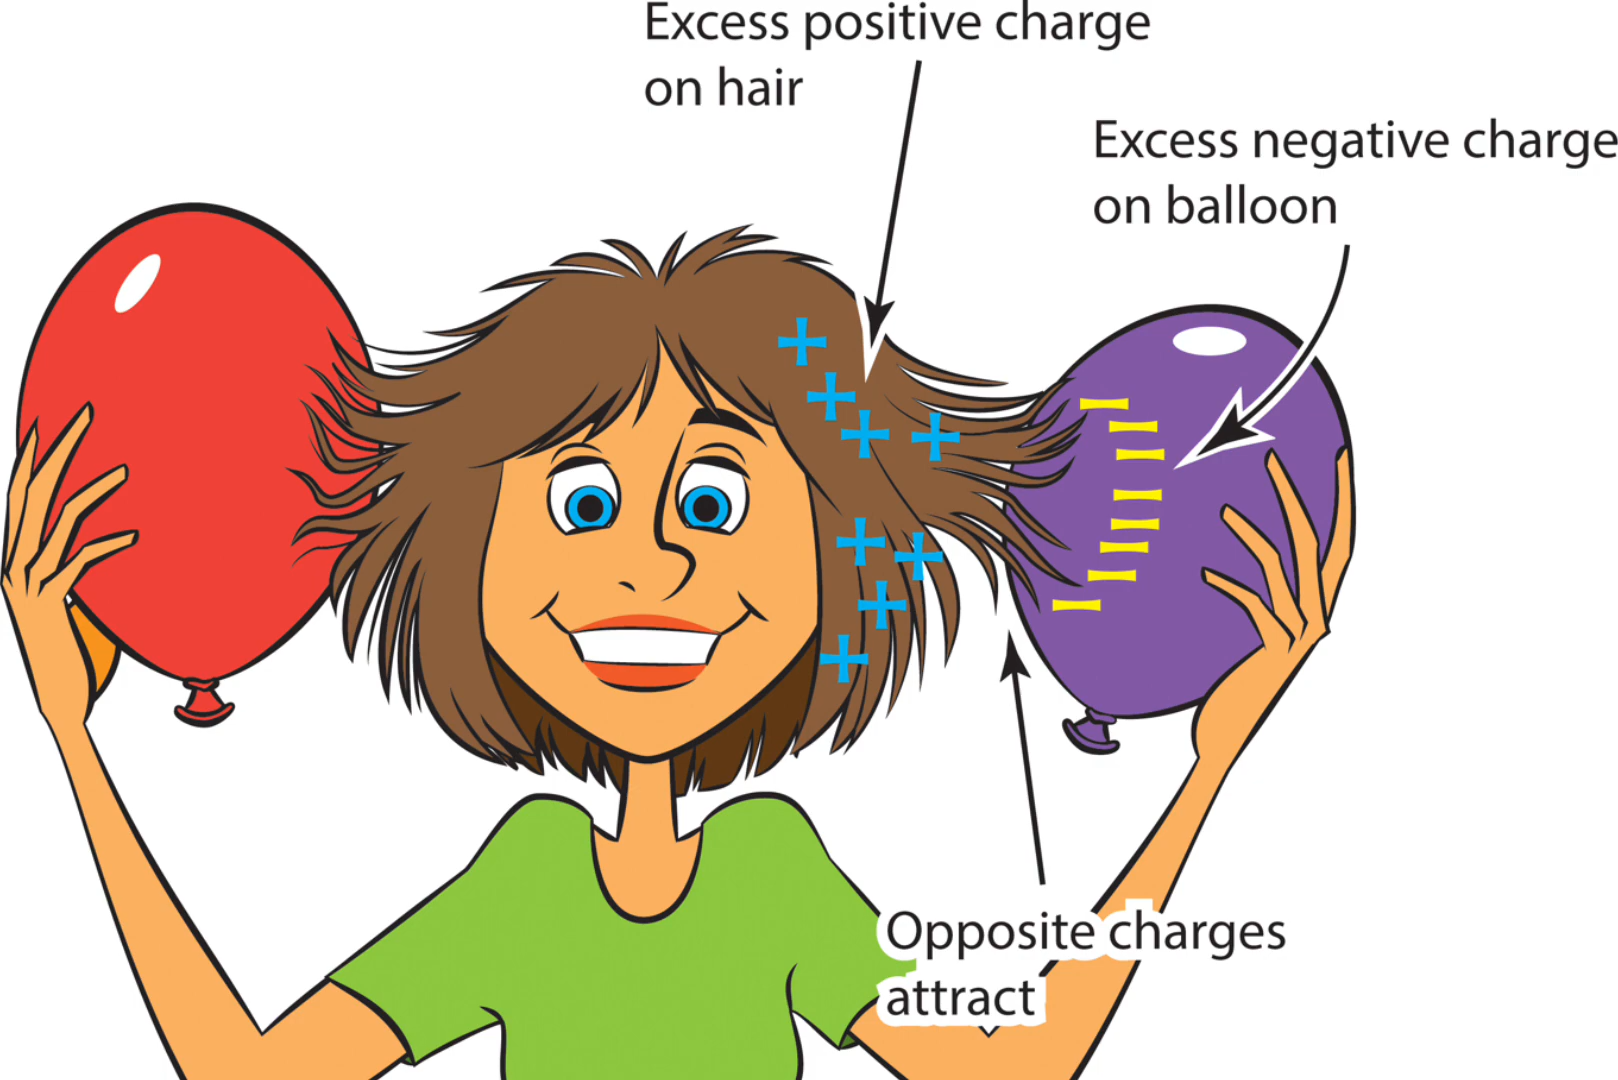 Excess positive charge
on hair
Excess negative charge
on balloon
Opposite charges
attract